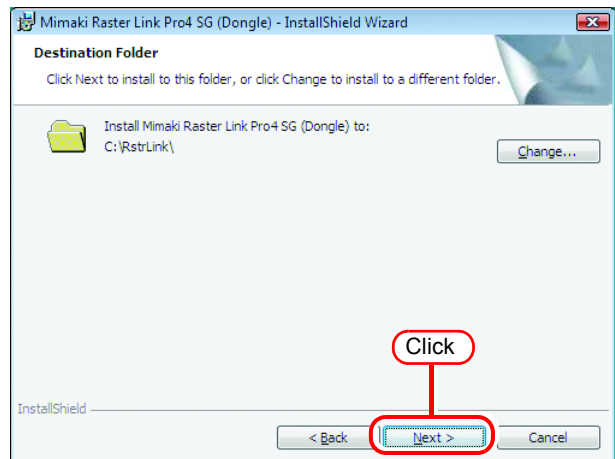 Mimaki Raster Link Pro4 SG (Dongle) - InstallShield Wizard
Destination Folder
Click Next to install to this folder, or click Change to install to a different folder.
Install Mimaki Raster Link Pro4 SG (Dongle) to:
C:\RstrLink\
Change...
Click
InstallShield
< Back
Next >
Cancel